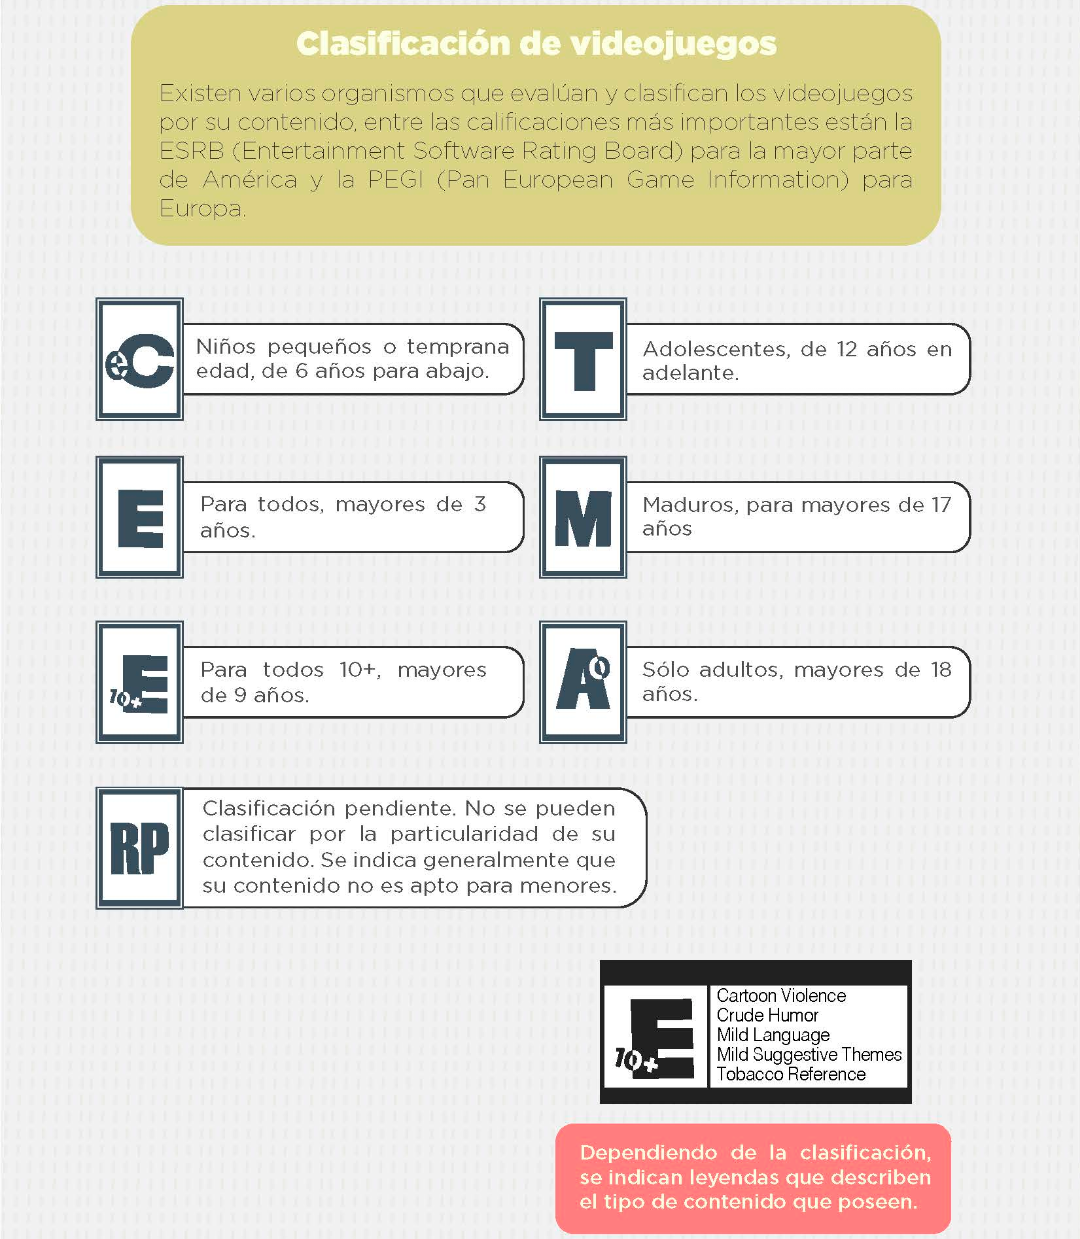 Clasificación de videojuegos
Existen varios organismos que evalúan y clasifican los videojuegos
por su contenido, entre las calificaciones más importantes están la
ESRB (Entertainment Software Rating Board) para la mayor parte
de América y la PEGI (Pan European Game Information) para
Europa.
eC
Niños pequeños o temprana
edad, de 6 años para abajo.
T
Adolescentes, de 12 años en
adelante.
E
Para todos, mayores de 3
años.
M
Maduros, para mayores de 17
años
E
10+
Para todos 10+, mayores
de 9 años.
Ao
Sólo adultos, mayores de 18
años.
RP
Clasificación pendiente. No se pueden
clasificar por la particularidad de su
contenido. Se indica generalmente que
su contenido no es apto para menores.
E
10+
Cartoon Violence
Crude Humor
Mild Language
Mild Suggestive Themes
Tobacco Reference
Dependiendo de la clasificación,
se indican leyendas que describen
el tipo de contenido que poseen.